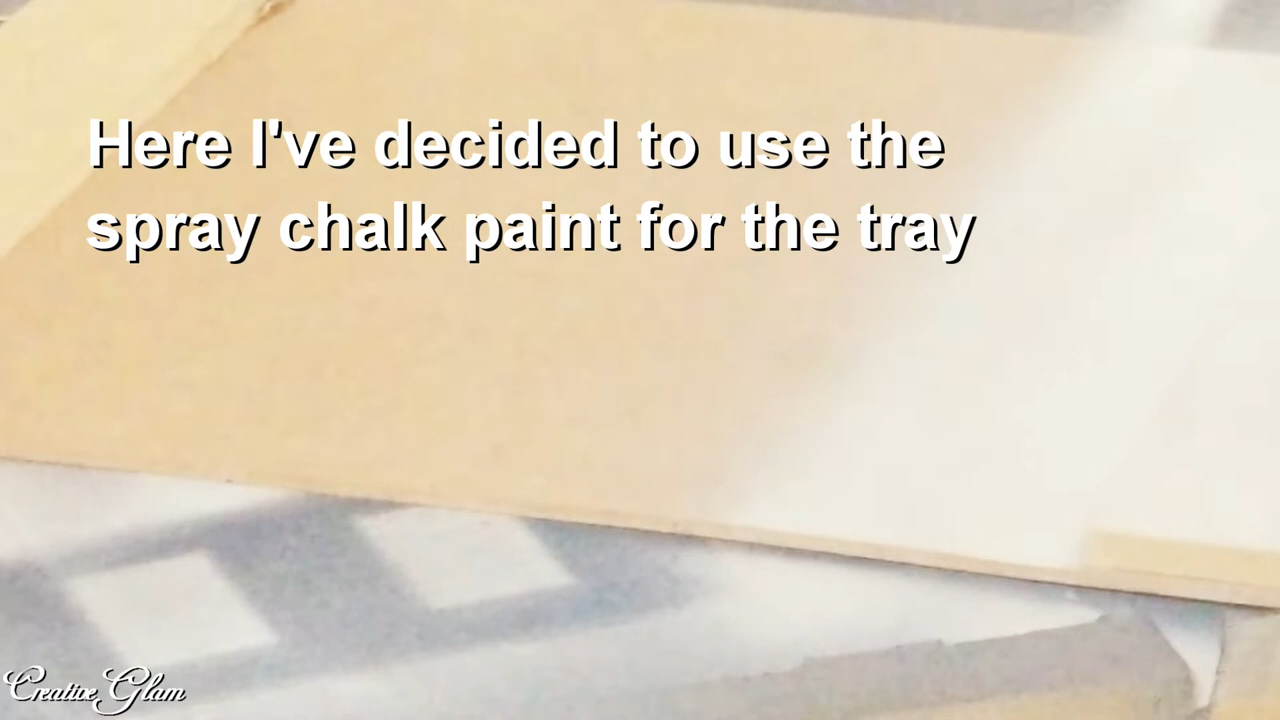 Here I've decided to use the
spray chalk paint for the tray
Creative Glam